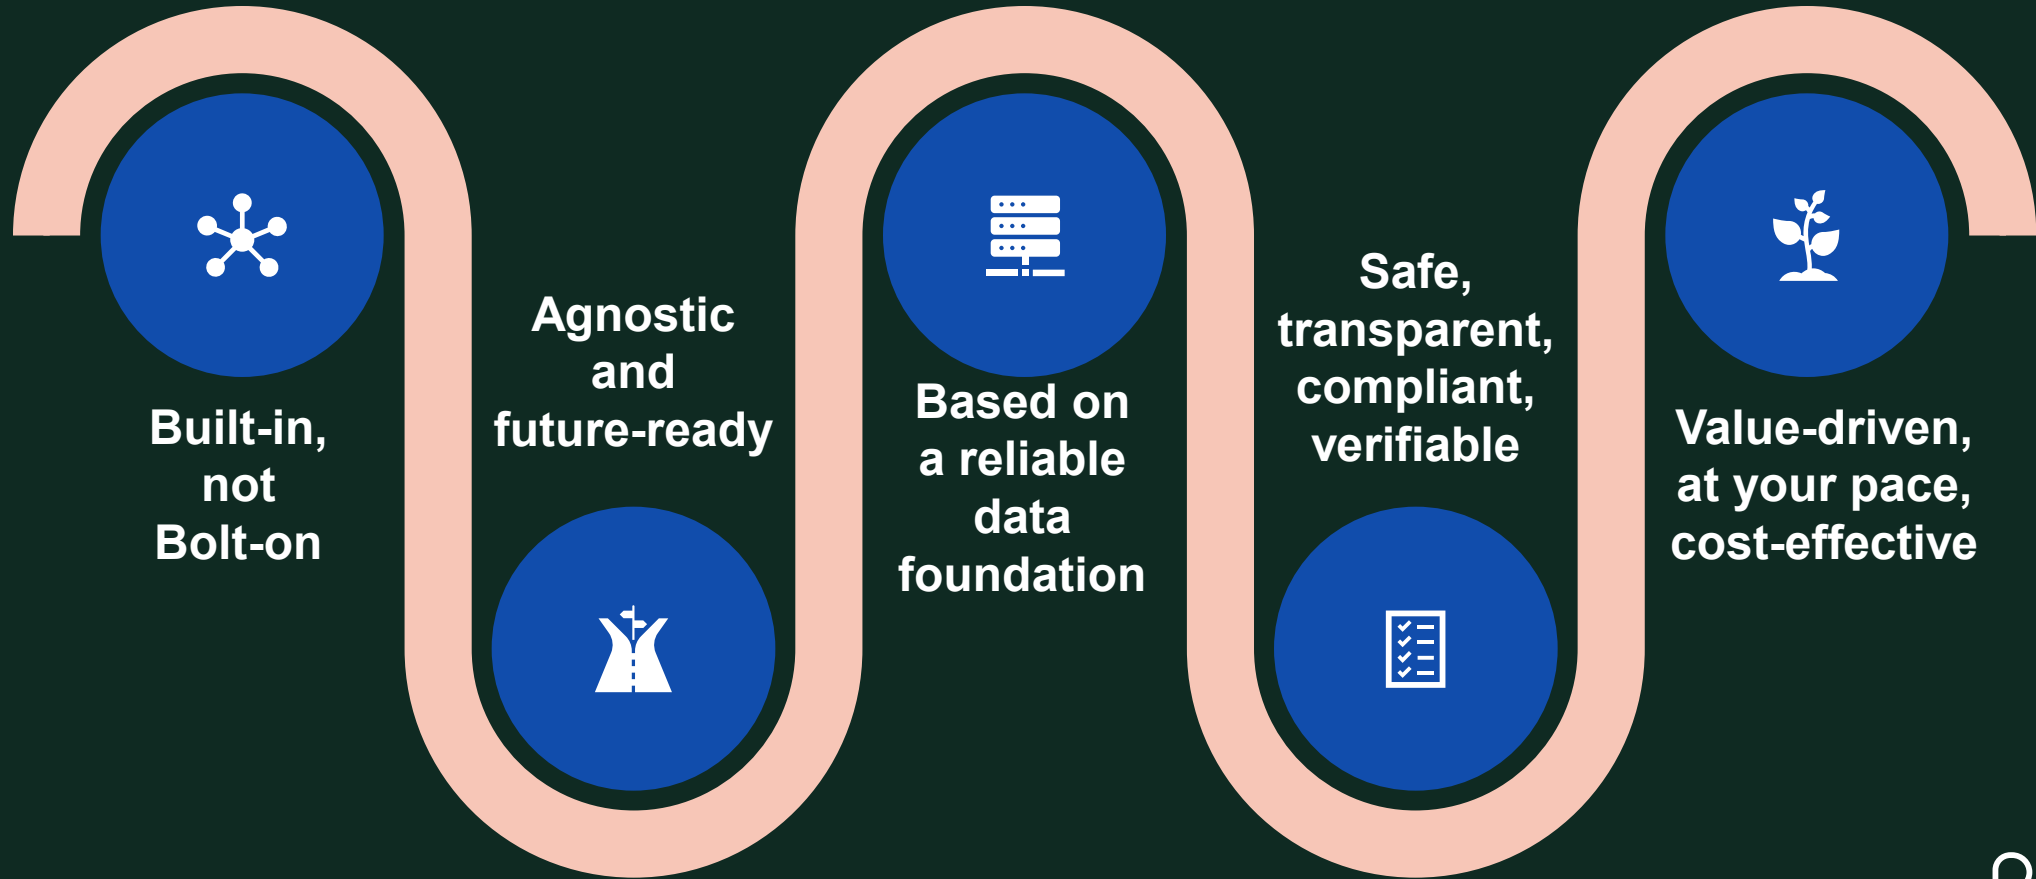 Built-in,
not
Bolt-on
Agnostic
and
future-ready
Based on
a reliable
data
foundation
Safe,
transparent,
compliant,
verifiable
Value-driven,
at your pace,
cost-effective